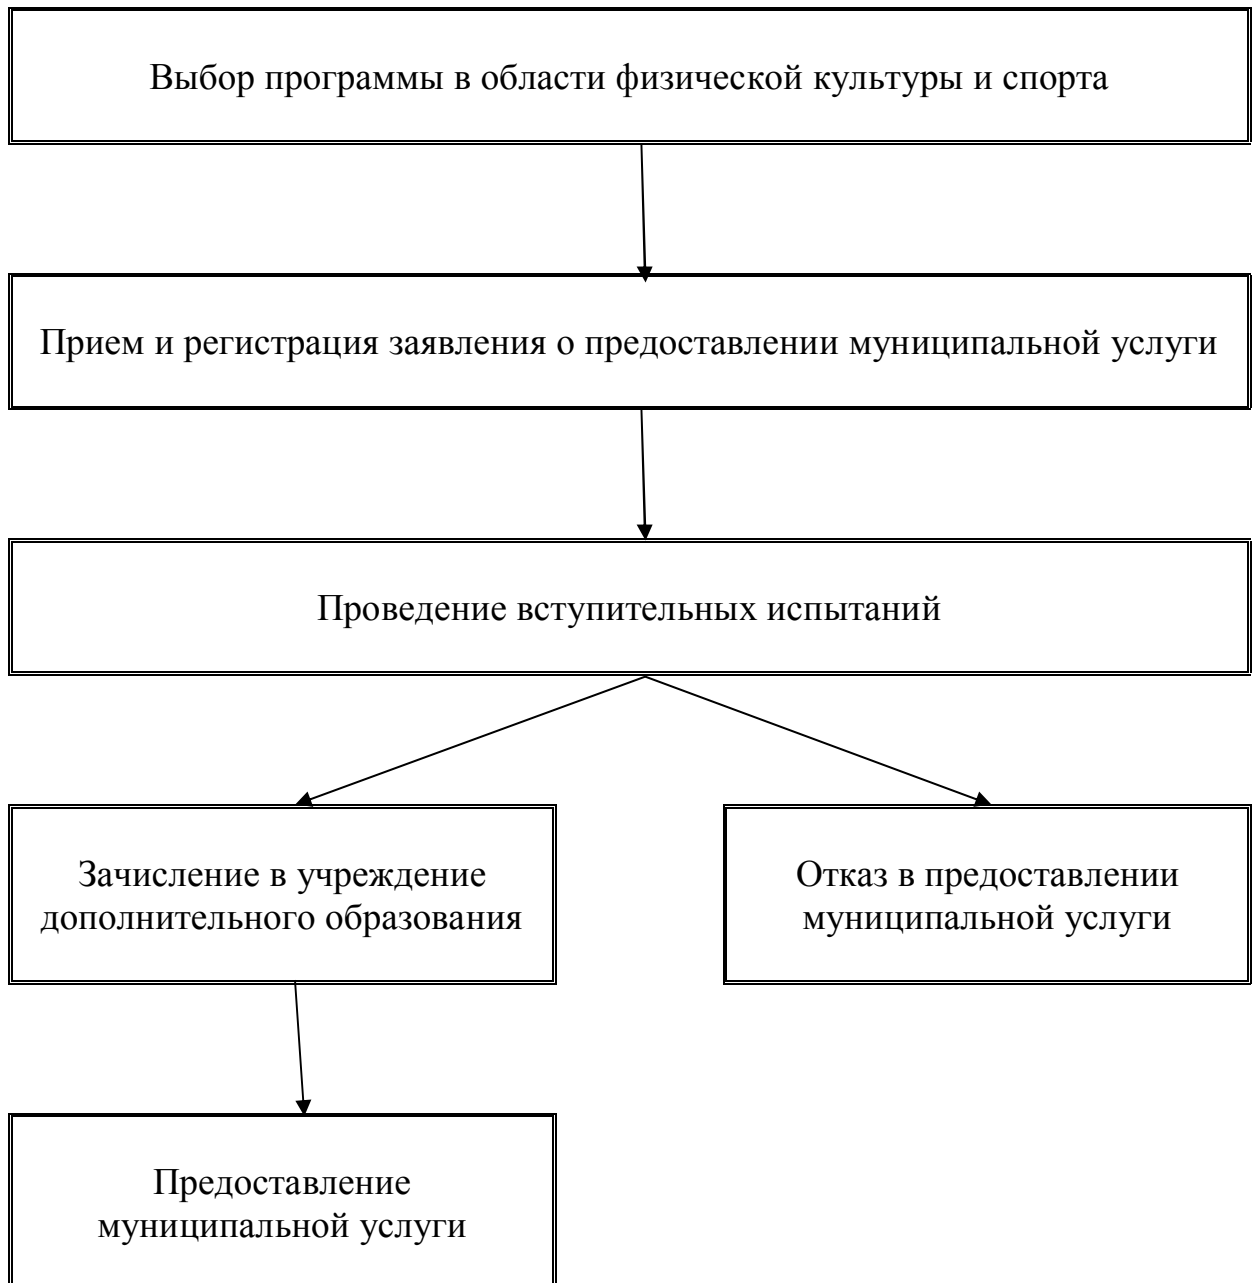 Выбор программы в области физической культуры и спорта
Прием и регистрация заявления о предоставлении муниципальной услуги
Проведение вступительных испытаний
Зачисление в учреждение
дополнительного образования
Отказ в предоставлении
муниципальной услуги
Предоставление
муниципальной услуги